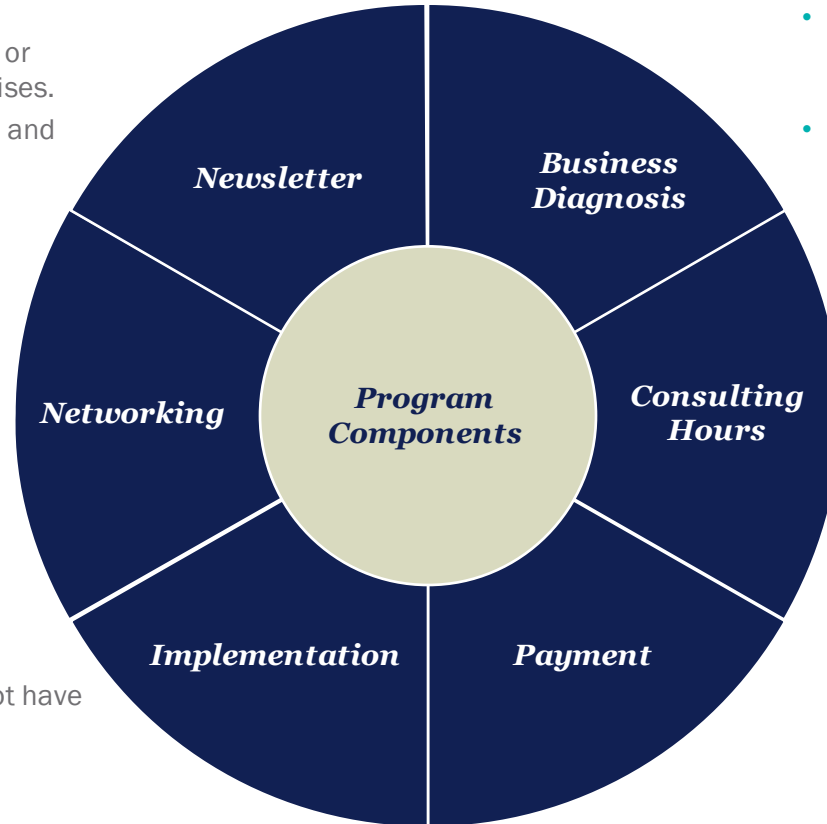 or
ises.
and
Newsletter
Business
Diagnosis
Networking
Program
Components
Consulting
Hours
Implementation
Payment
ot have